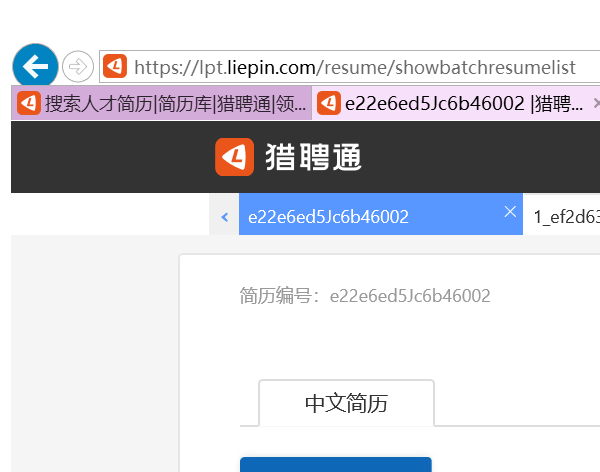 https://lpt.liepin.com/resume/showbatchresumelist
搜索人才简历|简历库|猎聘通|领... e22e6ed5Jc6b46002 |猎聘...
猎聘通
e22e6ed5Jc6b46002 1_ef2d63
简历编号：e22e6ed5Jc6b46002
中文简历